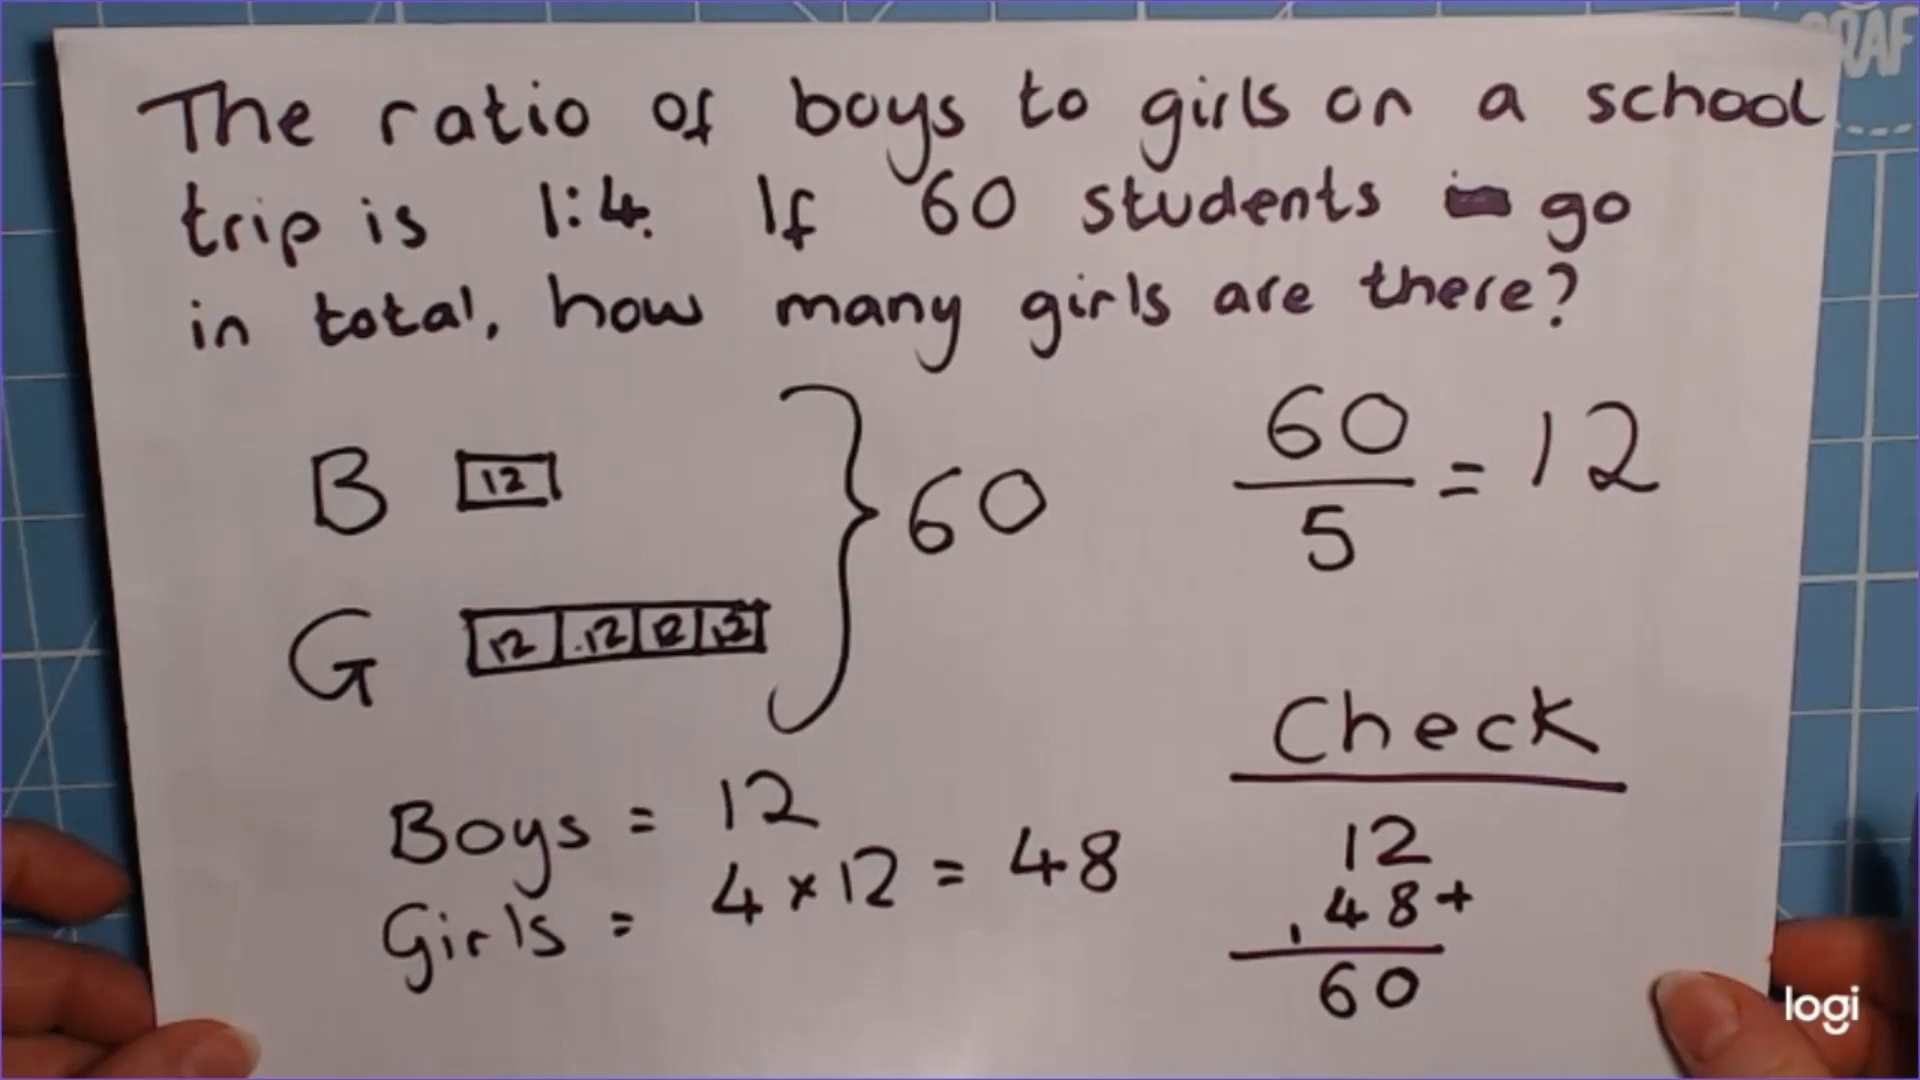 The ratio of boys to girls on a school
trip is 1:4. If 60 students go
in total, how many girls are there?
B 12
G 12 12 12 12
60
60
5
= 12
Boys = 12
Girls = 4 × 12 = 48
Check
12
48 +
1
60
logi